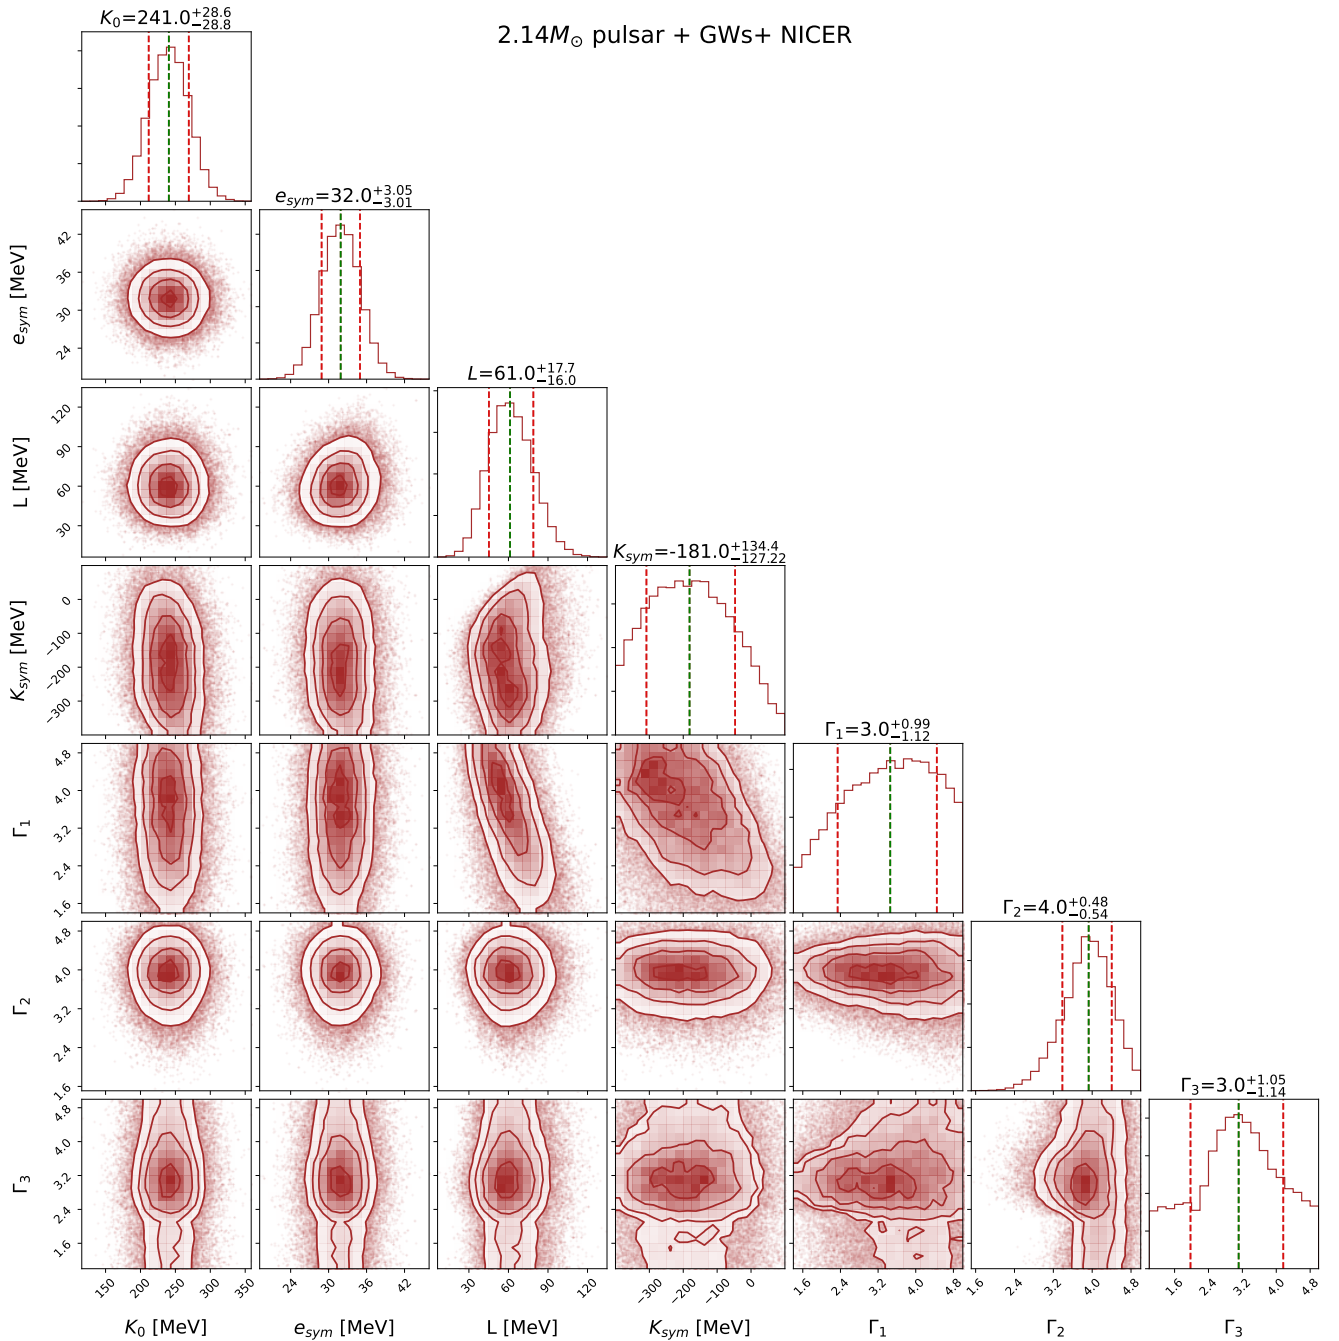 2.14M⊙ pulsar + GWs+ NICER
K₀=241.0⁺²⁸·⁶₋₂₈.₈
e_sym=32.0^{+3.05}_{-3.01}
L=61.0^{+17.7}_{-16.0}
K_sym=-181.0^{+134.4}_{-127.22}
Γ₁=3.0^{+0.99}_{-1.12}
Γ₂=4.0^{+0.48}_{-0.54}
Γ₃=3.0^{+1.05}_{-1.14}
e_sym [MeV]
42
36
30
24
L [MeV]
120
90
60
30
K_sym [MeV]
0
−100
−200
−300
Γ₁
4.8
4.0
3.2
2.4
1.6
Γ₂
4.8
4.0
3.2
2.4
1.6
Γ₃
4.8
4.0
3.2
2.4
1.6
150 200 250 300 350
24 30 36 42
30 60 90 120
−300 −200 −100 0
1.6 2.4 3.2 4.0 4.8
1.6 2.4 3.2 4.0 4.8
1.6 2.4 3.2 4.0 4.8
K₀ [MeV]
e_sym [MeV]
L [MeV]
K_sym [MeV]
Γ₁
Γ₂
Γ₃